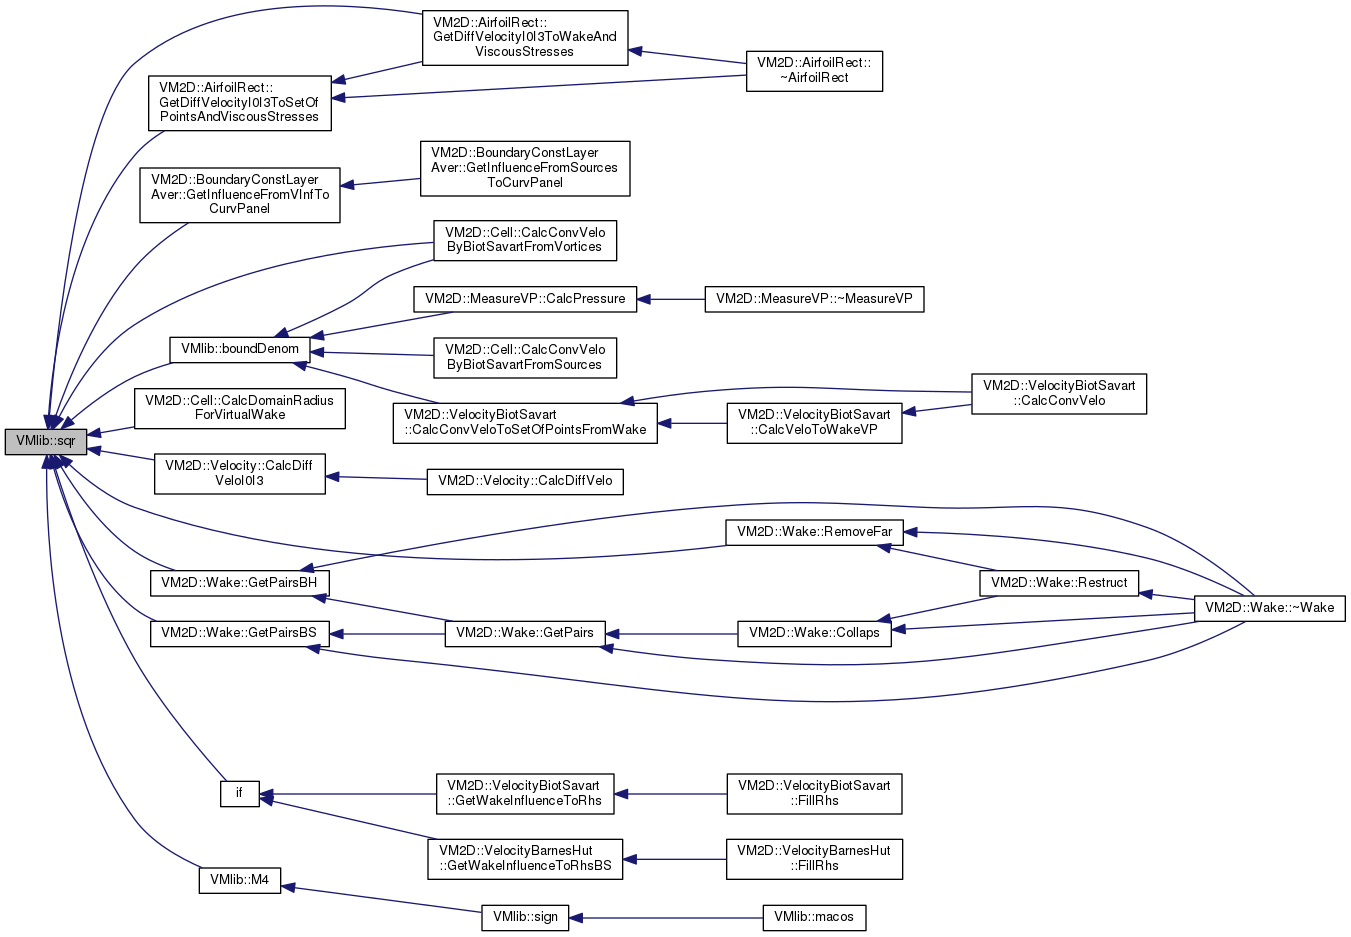 VM2D::AirfoilRect::
GetDiffVelocityI0I3ToWakeAnd
ViscousStresses
VM2D::AirfoilRect::
~AirfoilRect
VM2D::AirfoilRect::
GetDiffVelocityI0I3ToSetOf
PointsAndViscousStresses
VM2D::BoundaryConstLayer
Aver::GetInfluenceFromSources
ToCurvPanel
VM2D::BoundaryConstLayer
Aver::GetInfluenceFromVInfTo
CurvPanel
VM2D::Cell::CalcConvVelo
ByBiotSavartFromVortices
VM2D::MeasureVP::CalcPressure
VM2D::MeasureVP::~MeasureVP
VMlib::boundDenom
VM2D::Cell::CalcConvVelo
ByBiotSavartFromSources
VM2D::VelocityBiotSavart
::CalcConvVelo
VM2D::Cell::CalcDomainRadius
ForVirtualWake
VM2D::VelocityBiotSavart
::CalcConvVeloToSetOfPointsFromWake
VM2D::VelocityBiotSavart
::CalcVeloToWakeVP
VMlib::sqr
VM2D::Velocity::CalcDiff
VeloI0I3
VM2D::Velocity::CalcDiffVelo
VM2D::Wake::RemoveFar
VM2D::Wake::GetPairsBH
VM2D::Wake::Restruct
VM2D::Wake::~Wake
VM2D::Wake::GetPairsBS
VM2D::Wake::GetPairs
VM2D::Wake::Collaps
if
VM2D::VelocityBiotSavart
::GetWakeInfluenceToRhs
VM2D::VelocityBiotSavart
::FillRhs
VM2D::VelocityBarnesHut
::GetWakeInfluenceToRhsBS
VM2D::VelocityBarnesHut
::FillRhs
VMlib::M4
VMlib::sign
VMlib::macos